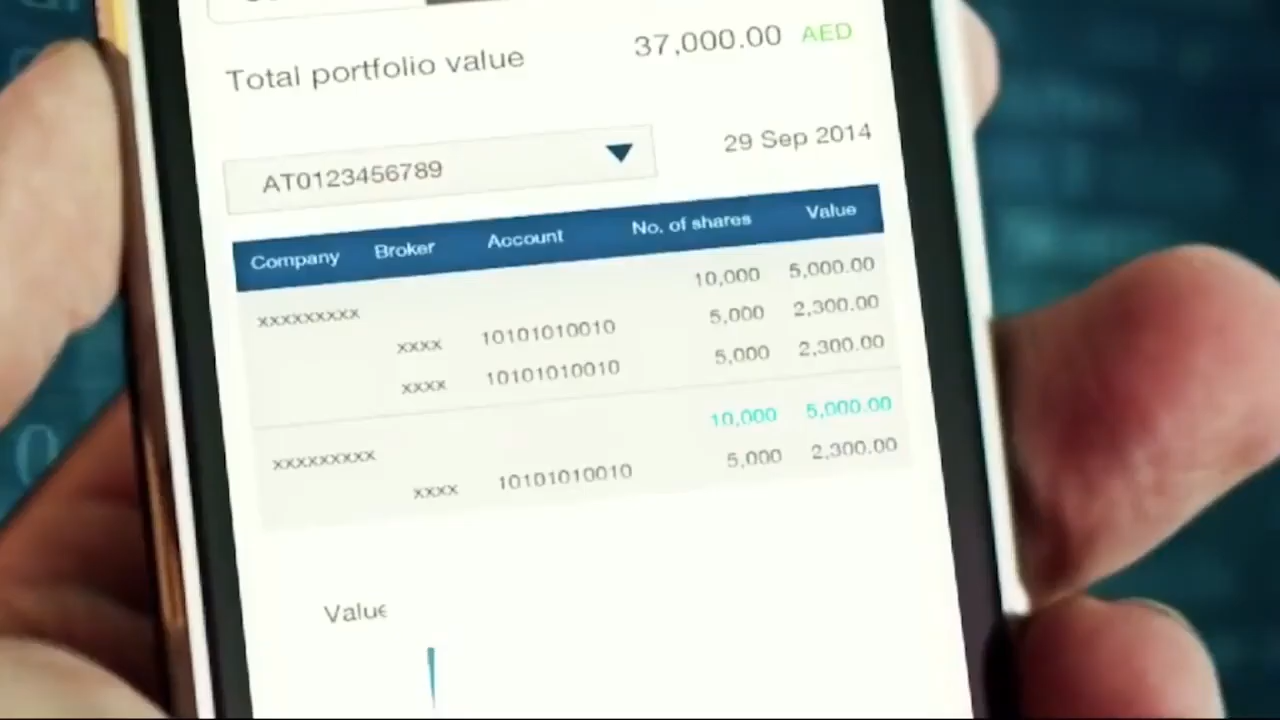 Total portfolio value 37,000.00 AED
AT0123456789 29 Sep 2014
Company Broker Account No. of shares Value
xxxxxxxxx 10,000 5,000.00
xxxx 10101010010 5,000 2,300.00
xxxx 10101010010 5,000 2,300.00
xxxxxxxxx 10,000 5,000.00
xxxx 10101010010 5,000 2,300.00
Value